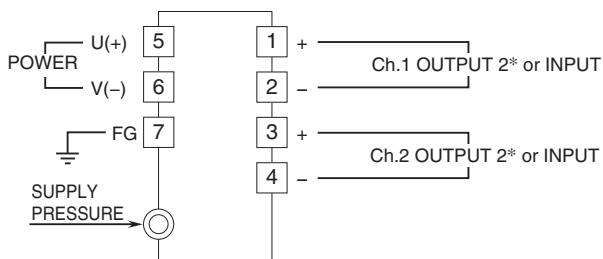 U(+) 5 1 +
POWER
Ch.1 OUTPUT 2* or INPUT
V(−) 6 2 −
FG 7 3 +
Ch.2 OUTPUT 2* or INPUT
4 −
SUPPLY
PRESSURE